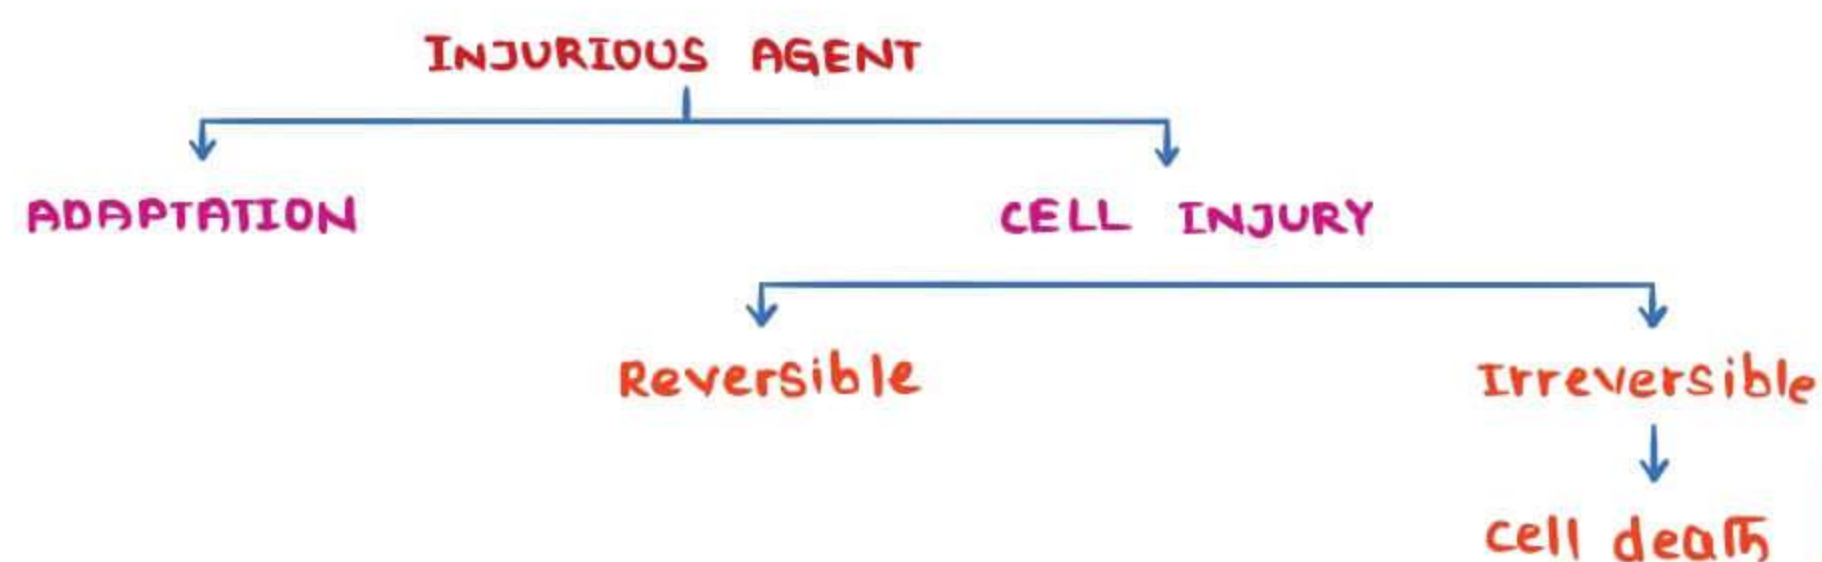 INJURIOUS AGENT
ADAPTATION
CELL INJURY
Reversible
Irreversible
cell death